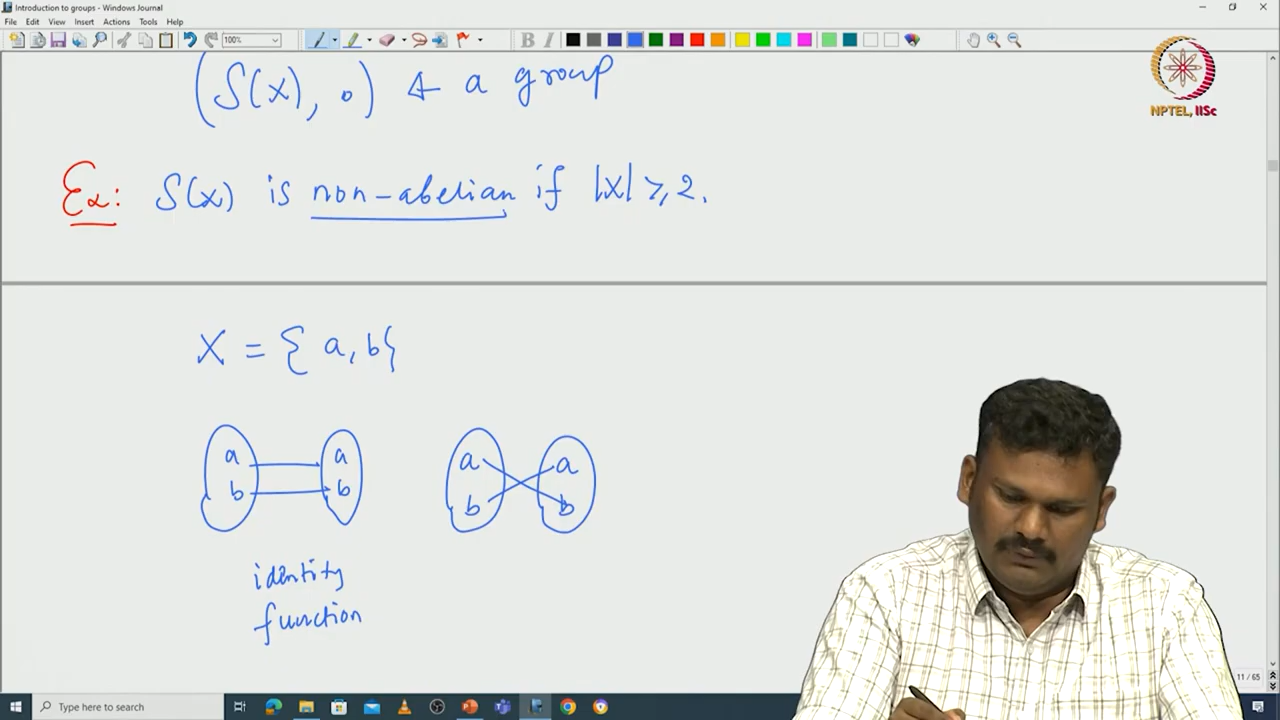 Introduction to groups - Windows Journal
File Edit View Insert Actions Tools Help
100%
B I
NPTEL, IISc
(S(X), ∘) is a group
Ex: S(X) is non-abelian if |X| ≥ 2.
X = { a, b}
a a a a
b b b b
identity
function
11 / 65
Type here to search